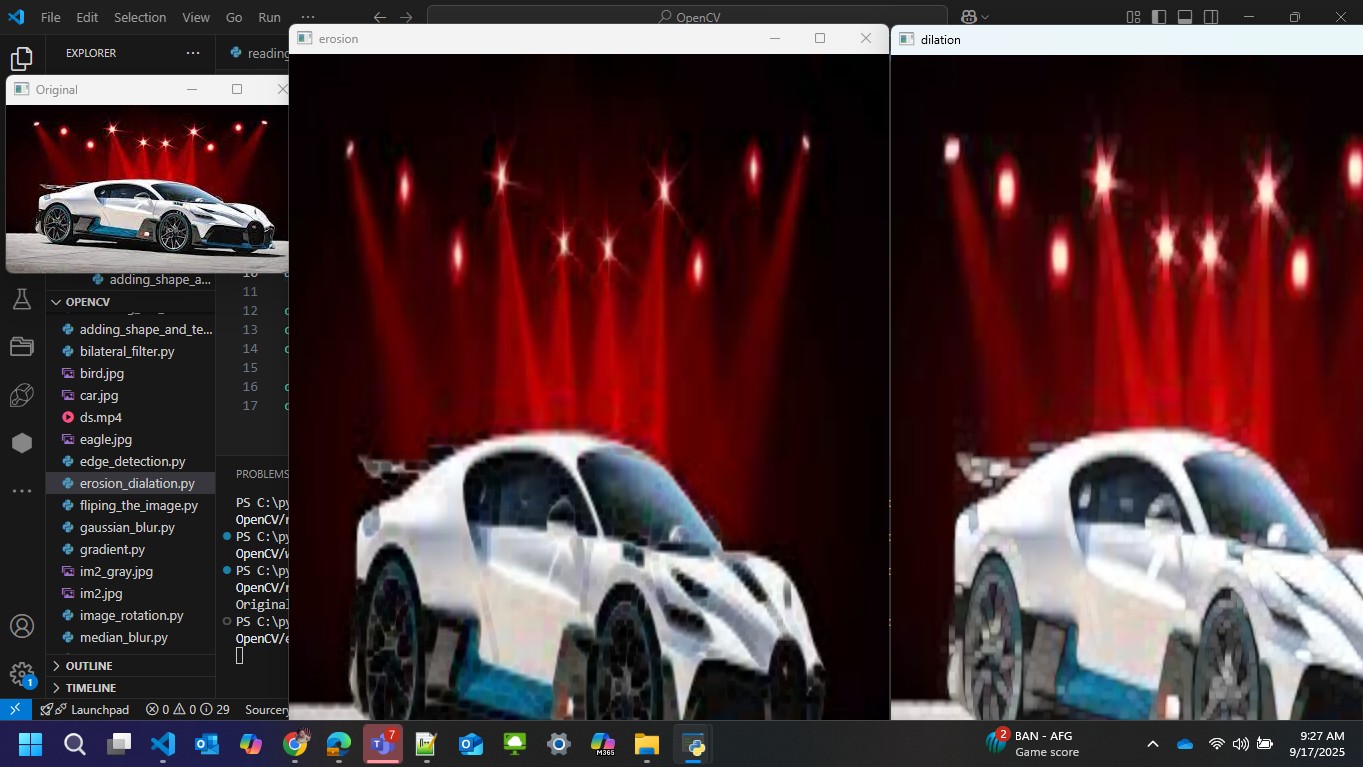 File Edit Selection View Go Run ···
OpenCV
EXPLORER ···
reading
Original
erosion
dilation
adding_shape_a...
OPENCV
adding_shape_and_te...
bilateral_filter.py
bird.jpg
car.jpg
ds.mp4
eagle.jpg
edge_detection.py
erosion_dialation.py
fliping_the_image.py
gaussian_blur.py
gradient.py
im2_gray.jpg
im2.jpg
image_rotation.py
median_blur.py
OUTLINE
TIMELINE
11
12
13
14
15
16
17
PROBLEMS
PS C:\py
OpenCV/r
PS C:\py
OpenCV/w
PS C:\py
OpenCV/r
Original
PS C:\py
OpenCV/e
1
Launchpad 0 0 29 Sourcery
7
M365
2
BAN - AFG
Game score
9:27 AM
9/17/2025